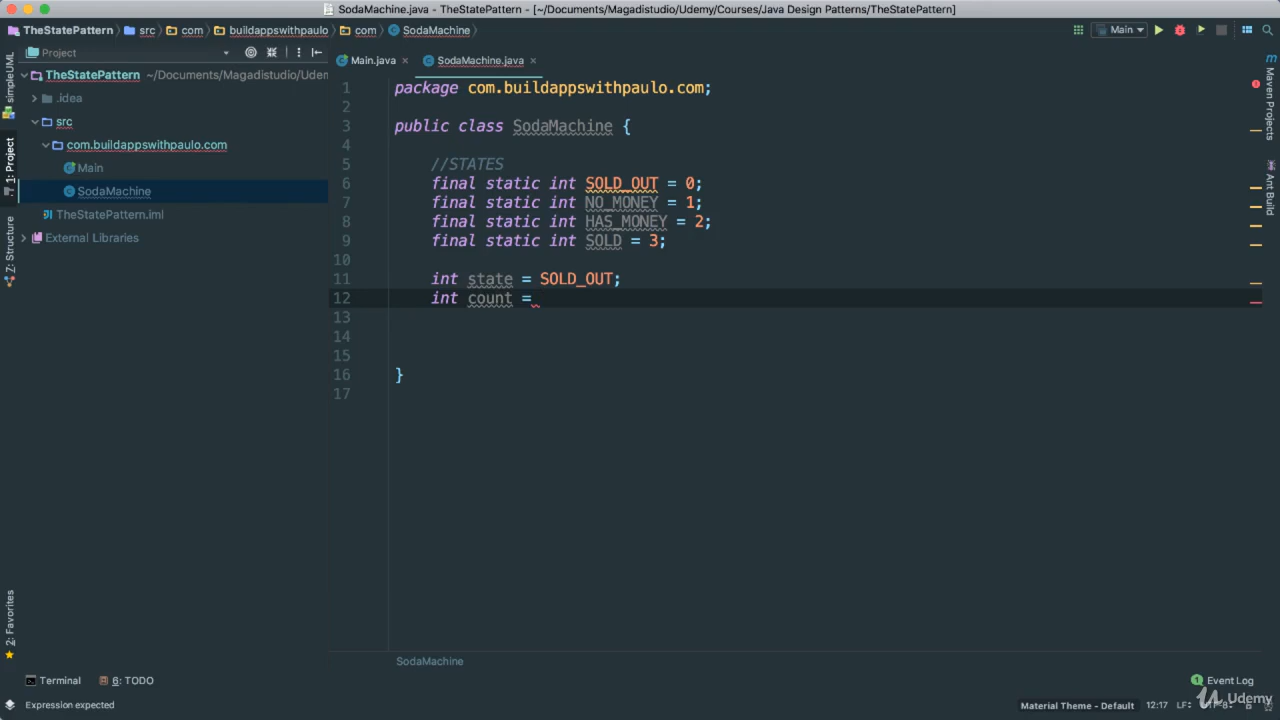 SodaMachine.java - TheStatePattern - [~/Documents/Magadistudio/Udemy/Courses/Java Design Patterns/TheStatePattern]
TheStatePattern src com buildappswithpaulo com SodaMachine Main
Project Main.java SodaMachine.java
TheStatePattern ~/Documents/Magadistudio/Udem
.idea
src
com.buildappswithpaulo.com
Main
SodaMachine
TheStatePattern.iml
External Libraries
simpleUML
1: Project
Z: Structure
2: Favorites
1 package com.buildappswithpaulo.com;
2
3 public class SodaMachine {
4
5 //STATES
6 final static int SOLD_OUT = 0;
7 final static int NO_MONEY = 1;
8 final static int HAS_MONEY = 2;
9 final static int SOLD = 3;
10
11 int state = SOLD_OUT;
12 int count =
13
14
15
16 }
17
Maven Projects
Ant Build
SodaMachine
Terminal 6: TODO 1 Event Log
Expression expected Material Theme - Default 12:17 LF:
Udemy